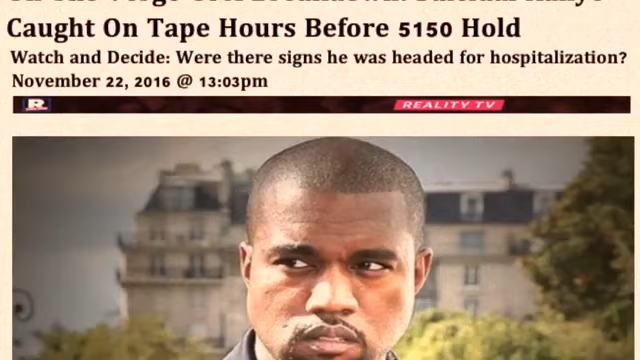 Caught On Tape Hours Before 5150 Hold
Watch and Decide: Were there signs he was headed for hospitalization?
November 22, 2016 @ 13:03pm
R
REALITY TV